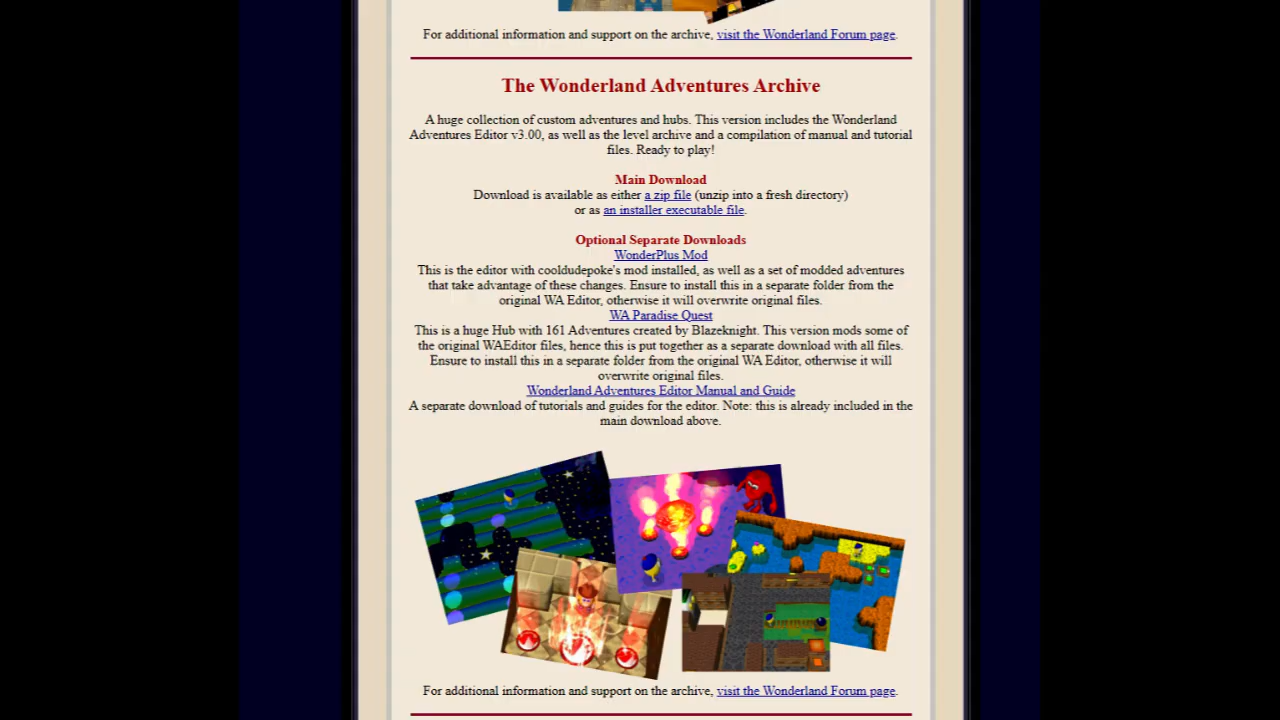 For additional information and support on the archive, visit the Wonderland Forum page.
The Wonderland Adventures Archive
A huge collection of custom adventures and hubs. This version includes the Wonderland
Adventures Editor v3.00, as well as the level archive and a compilation of manual and tutorial
files. Ready to play!
Main Download
Download is available as either a zip file (unzip into a fresh directory)
or as an installer executable file.
Optional Separate Downloads
WonderPlus Mod
This is the editor with cooldudepoke's mod installed, as well as a set of modded adventures
that take advantage of these changes. Ensure to install this in a separate folder from the
original WA Editor, otherwise it will overwrite original files.
WA Paradise Quest
This is a huge Hub with 161 Adventures created by Blazeknight. This version mods some of
the original WAEditor files, hence this is put together as a separate download with all files.
Ensure to install this in a separate folder from the original WA Editor, otherwise it will
overwrite original files.
Wonderland Adventures Editor Manual and Guide
A separate download of tutorials and guides for the editor. Note: this is already included in the
main download above.
For additional information and support on the archive, visit the Wonderland Forum page.